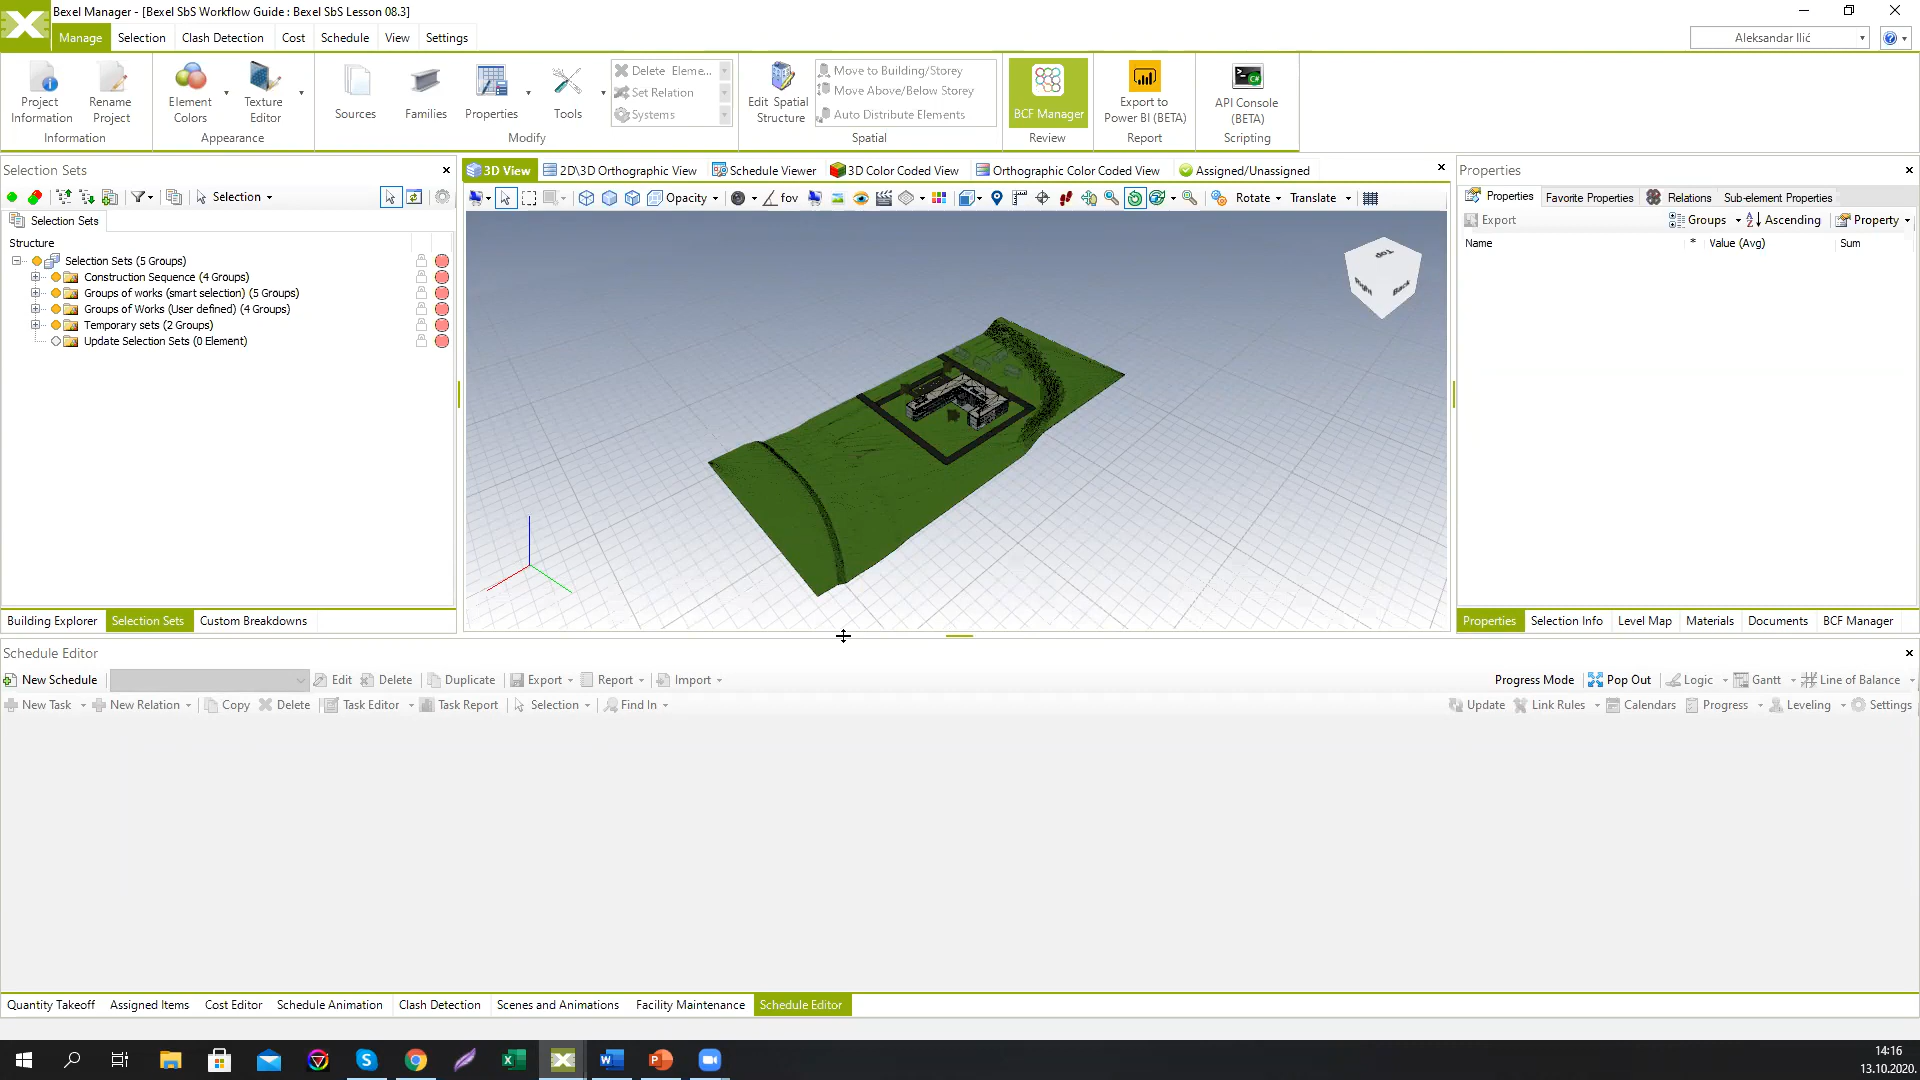 Bexel Manager - [Bexel SbS Workflow Guide : Bexel SbS Lesson 08.3]
Manage Selection Clash Detection Cost Schedule View Settings
Aleksandar Ilić
Project Information
Rename Project
Information
Element Colors
Texture Editor
Appearance
Sources
Families
Properties
Tools
Delete Eleme...
Set Relation
Systems
Modify
Edit Spatial Structure
Move to Building/Storey
Move Above/Below Storey
Auto Distribute Elements
Spatial
BCF Manager
Review
Export to Power BI (BETA)
Report
API Console (BETA)
Scripting
Selection Sets
Selection
Selection Sets
Structure
Selection Sets (5 Groups)
Construction Sequence (4 Groups)
Groups of works (smart selection) (5 Groups)
Groups of Works (User defined) (4 Groups)
Temporary sets (2 Groups)
Update Selection Sets (0 Element)
Building Explorer Selection Sets Custom Breakdowns
3D View 2D\3D Orthographic View Schedule Viewer 3D Color Coded View Orthographic Color Coded View Assigned/Unassigned
Opacity fov Rotate Translate
Top
Right
Back
Properties
Properties Favorite Properties Relations Sub-element Properties
Export Groups Ascending Property
Name * Value (Avg) Sum
Properties Selection Info Level Map Materials Documents BCF Manager
Schedule Editor
New Schedule Edit Delete Duplicate Export Report Import Progress Mode Pop Out Logic Gantt Line of Balance
New Task New Relation Copy Delete Task Editor Task Report Selection Find In Update Link Rules Calendars Progress Leveling Settings
Quantity Takeoff Assigned Items Cost Editor Schedule Animation Clash Detection Scenes and Animations Facility Maintenance Schedule Editor
14:16
13.10.2020.